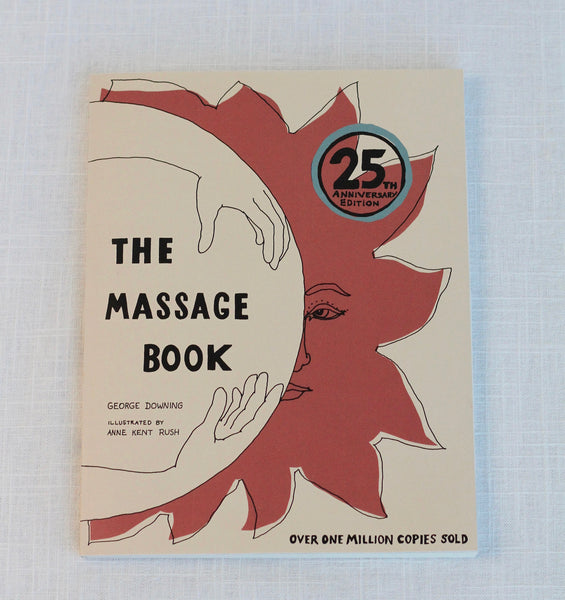 25TH
ANNIVERSARY
EDITION
THE
MASSAGE
BOOK
GEORGE DOWNING
ILLUSTRATED BY
ANNE KENT RUSH
OVER ONE MILLION COPIES SOLD